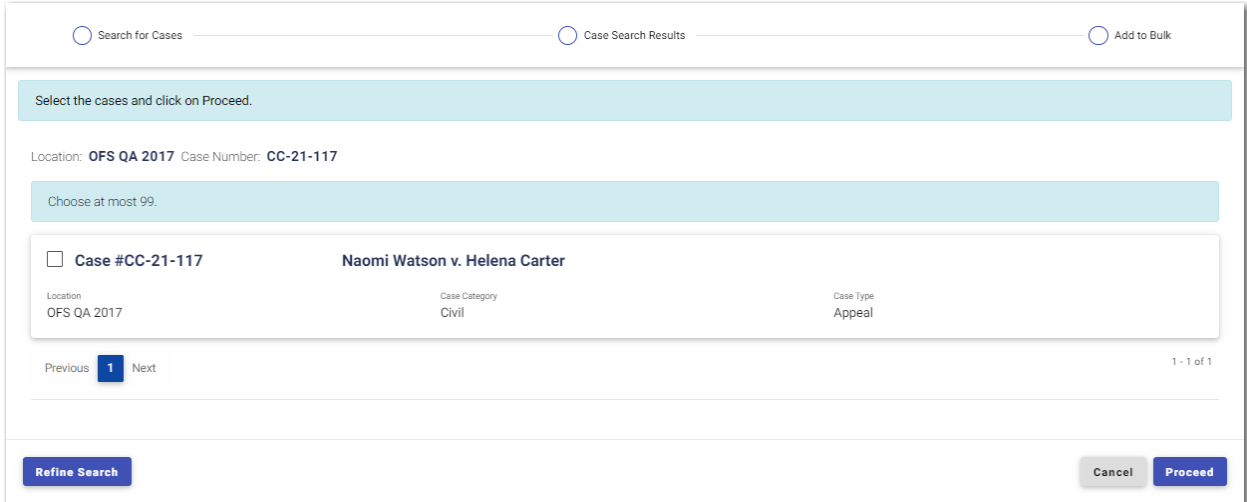 Search for Cases Case Search Results Add to Bulk
Select the cases and click on Proceed.
Location: OFS QA 2017 Case Number: CC-21-117
Choose at most 99.
Case #CC-21-117 Naomi Watson v. Helena Carter
Location Case Category Case Type
OFS QA 2017 Civil Appeal
Previous 1 Next 1 - 1 of 1
Refine Search Cancel Proceed